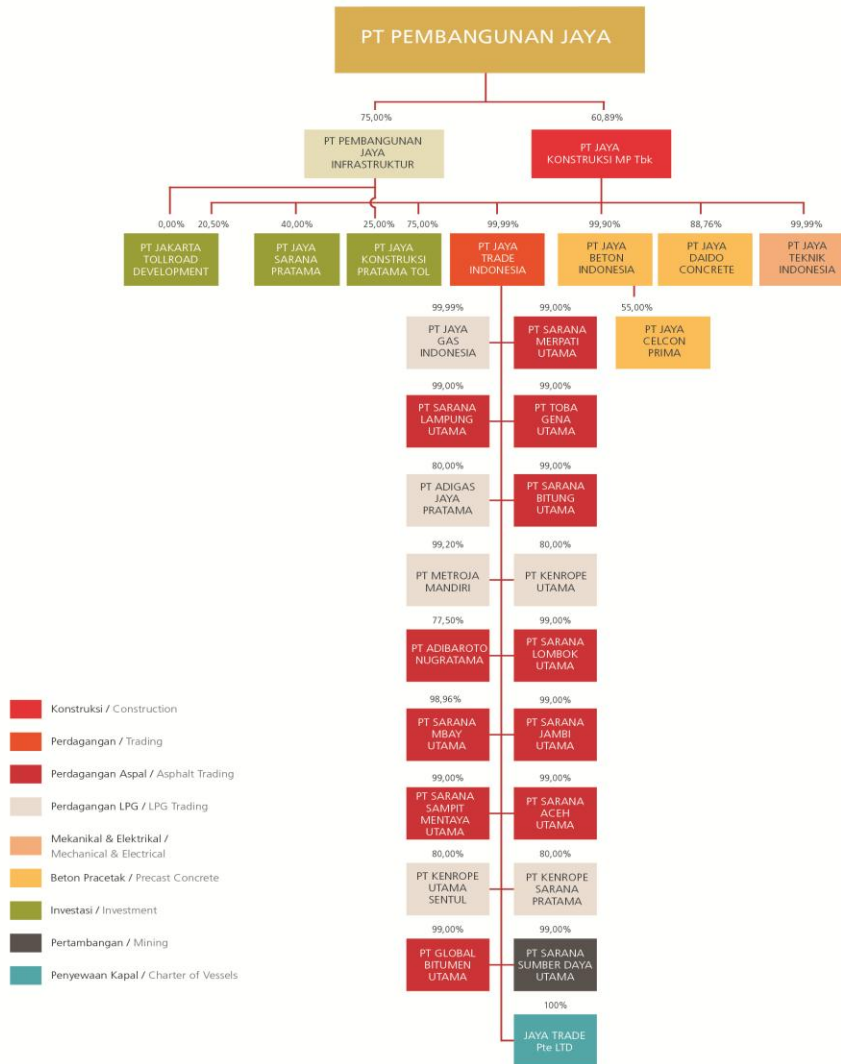 PT PEMBANGUNAN JAYA
75,00%
60,89%
PT PEMBANGUNAN
JAYA
INFRASTRUKTUR
PT JAYA
KONSTRUKSI MP Tbk
0,00%
20,50%
40,00%
25,00%
75,00%
99,99%
99,90%
88,76%
99,99%
PT JAKARTA
TOLLROAD
DEVELOPMENT
PT JAYA
SARANA
PRATAMA
PT JAYA
KONSTRUKSI
PRATAMA TOL
PT JAYA
TRADE
INDONESIA
PT JAYA
BETON
INDONESIA
PT JAYA
DAIDO
CONCRETE
PT JAYA
TEKNIK
INDONESIA
99,99%
PT JAYA
GAS
INDONESIA
99,00%
PT SARANA
MERPATI
UTAMA
55,00%
PT JAYA
CELCON
PRIMA
99,00%
PT SARANA
LAMPUNG
UTAMA
99,00%
PT TOBA
GENA
UTAMA
80,00%
PT ADIGAS
JAYA
PRATAMA
99,00%
PT SARANA
BITUNG
UTAMA
99,20%
PT METROJA
MANDIRI
80,00%
PT KENROPE
UTAMA
77,50%
PT ADIBAROTO
NUGRATAMA
99,00%
PT SARANA
LOMBOK
UTAMA
98,96%
PT SARANA
MBAY
UTAMA
99,00%
PT SARANA
JAMBI
UTAMA
99,00%
PT SARANA
SAMPIT
MENTAYA
UTAMA
99,00%
PT SARANA
ACEH
UTAMA
80,00%
PT KENROPE
UTAMA
SENTUL
80,00%
PT KENROPE
SARANA
PRATAMA
99,00%
PT GLOBAL
BITUMEN
UTAMA
99,00%
PT SARANA
SUMBER DAYA
UTAMA
100%
JAYA TRADE
Pte LTD
Konstruksi / Construction
Perdagangan / Trading
Perdagangan Aspal / Asphalt Trading
Perdagangan LPG / LPG Trading
Mekanikal & Elektrikal /
Mechanical & Electrical
Beton Pracetak / Precast Concrete
Investasi / Investment
Pertambangan / Mining
Penyewaan Kapal / Charter of Vessels